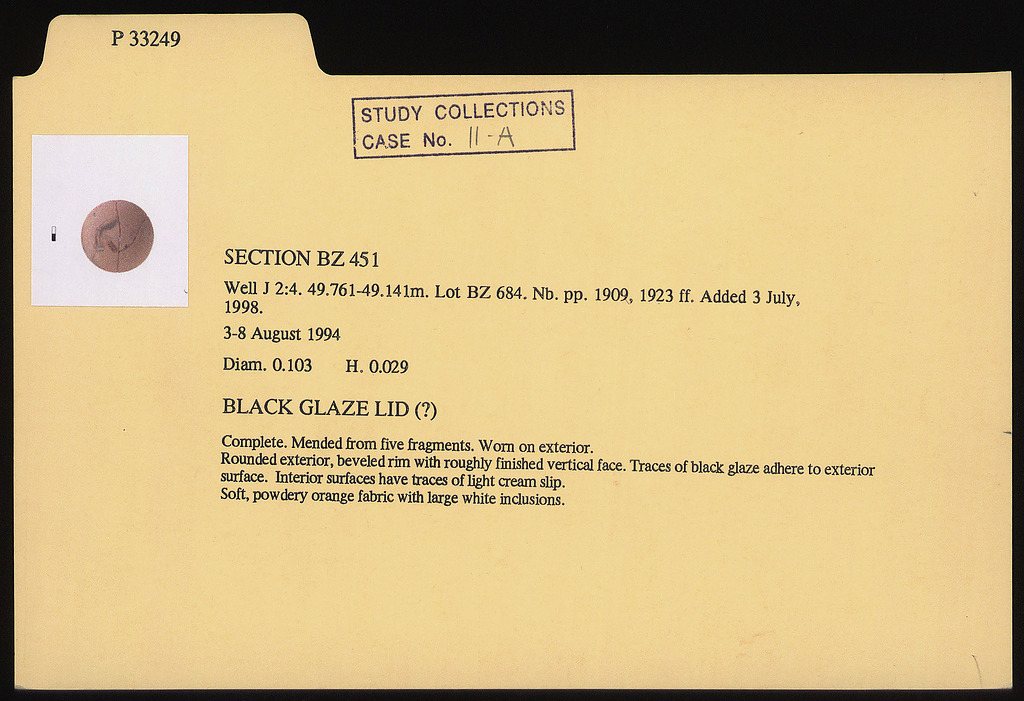 P 33249
STUDY COLLECTIONS
CASE No. 11-A
SECTION BZ 451
Well J 2:4. 49.761-49.141m. Lot BZ 684. Nb. pp. 1909, 1923 ff. Added 3 July,
1998.
3-8 August 1994
Diam. 0.103 H. 0.029
BLACK GLAZE LID (?)
Complete. Mended from five fragments. Worn on exterior.
Rounded exterior, beveled rim with roughly finished vertical face. Traces of black glaze adhere to exterior
surface. Interior surfaces have traces of light cream slip.
Soft, powdery orange fabric with large white inclusions.